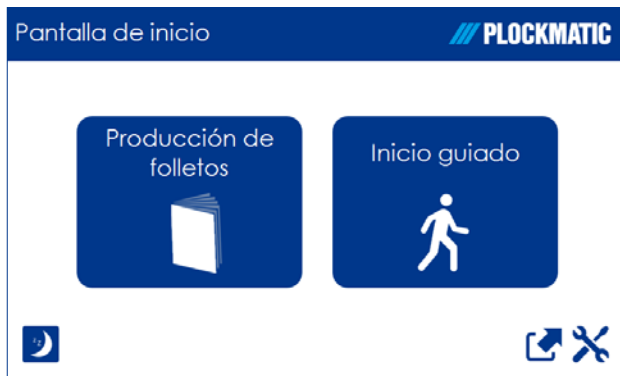 Pantalla de inicio
PLOCKMATIC
Producción de
folletos
Inicio guiado